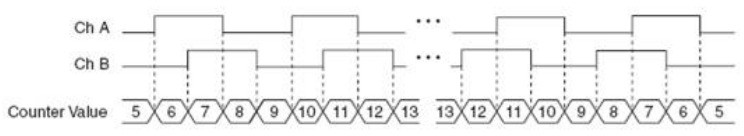 Ch A • • •
Ch B • • •
Counter Value 5 6 7 8 9 10 11 12 13 13 12 11 10 9 8 7 6 5